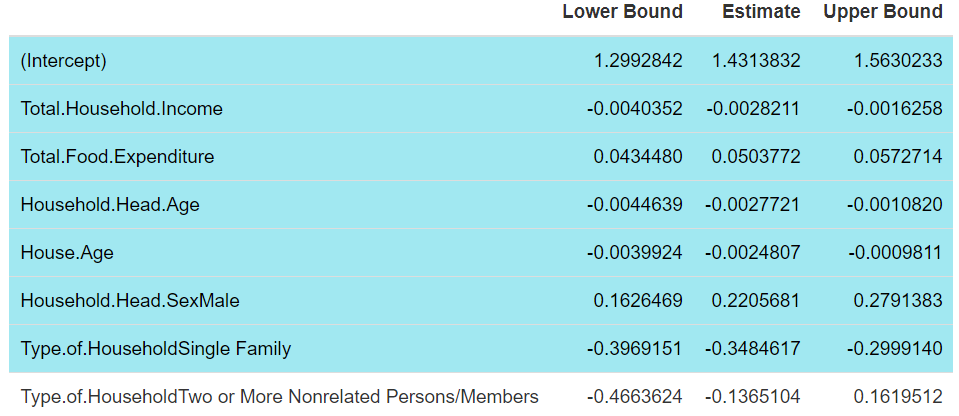 Lower Bound Estimate Upper Bound
(Intercept) 1.2992842 1.4313832 1.5630233
Total.Household.Income -0.0040352 -0.0028211 -0.0016258
Total.Food.Expenditure 0.0434480 0.0503772 0.0572714
Household.Head.Age -0.0044639 -0.0027721 -0.0010820
House.Age -0.0039924 -0.0024807 -0.0009811
Household.Head.SexMale 0.1626469 0.2205681 0.2791383
Type.of.HouseholdSingle Family -0.3969151 -0.3484617 -0.2999140
Type.of.HouseholdTwo or More Nonrelated Persons/Members -0.4663624 -0.1365104 0.1619512